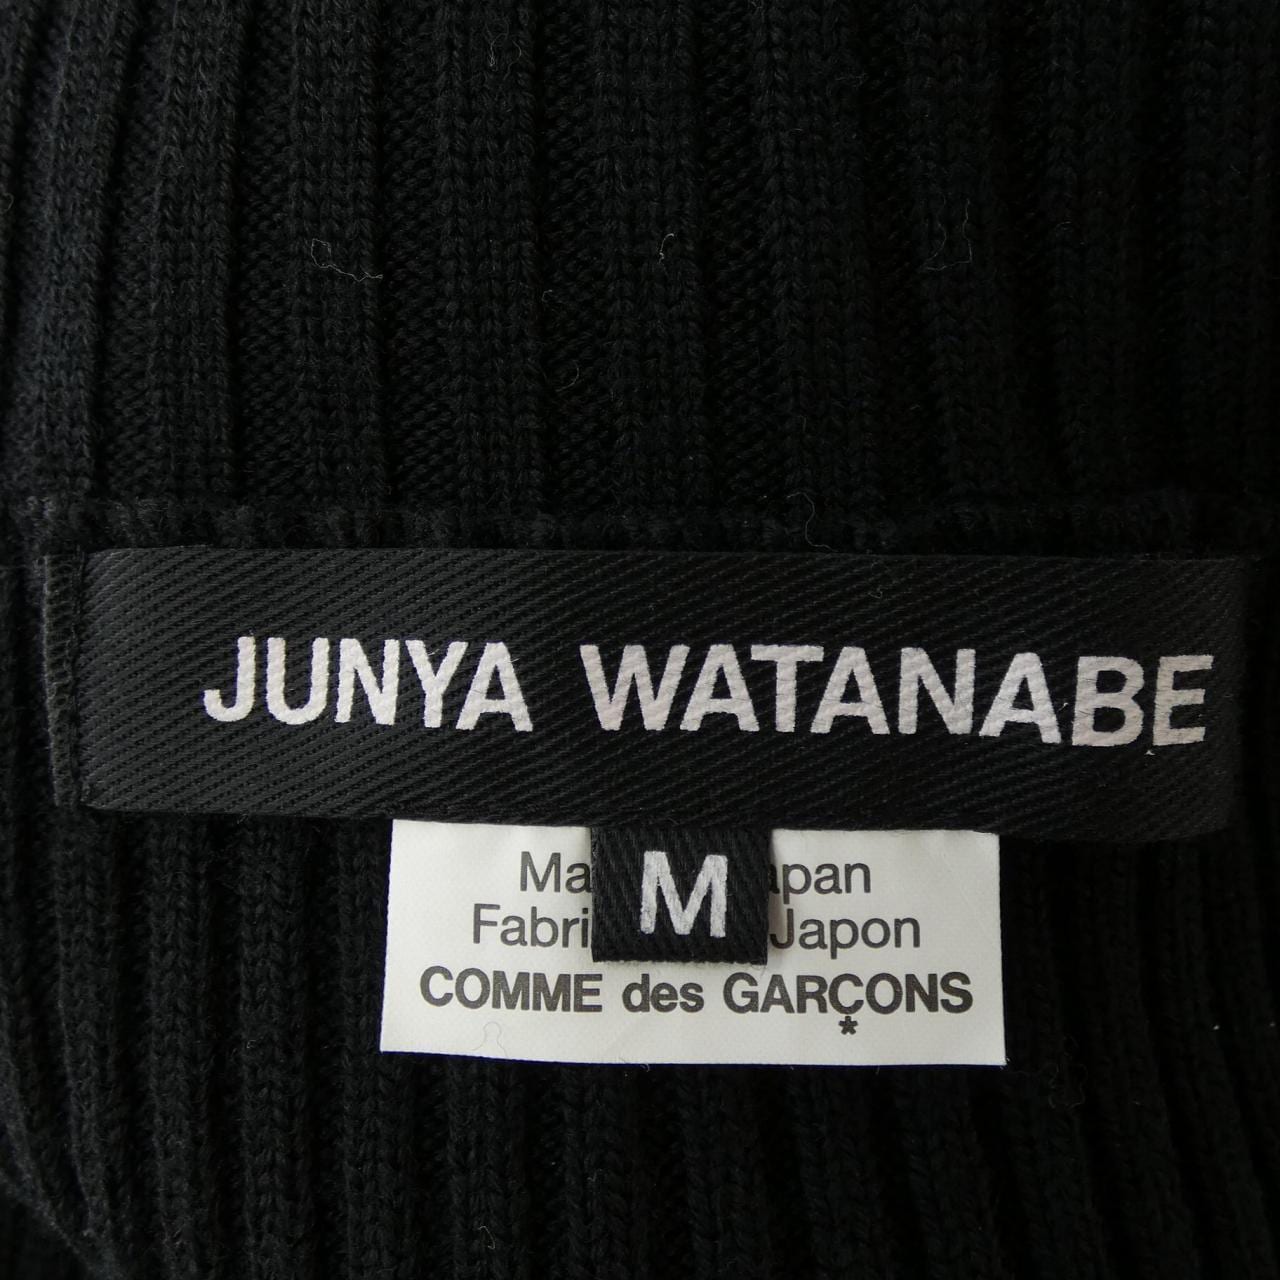 JUNYA WATANABE
M
Ma apan
Fabri Japon
COMME des GARÇONS
*